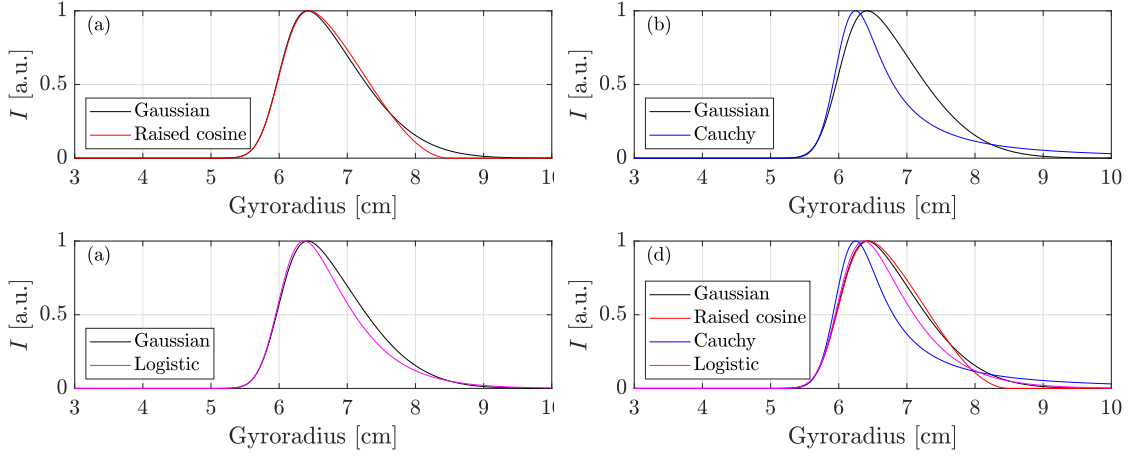 (a)
1
0.5
0
I [a.u.]
Gaussian
Raised cosine
3 4 5 6 7 8 9 10
Gyroradius [cm]
(b)
1
0.5
0
I [a.u.]
Gaussian
Cauchy
3 4 5 6 7 8 9 10
Gyroradius [cm]
(a)
1
0.5
0
I [a.u.]
Gaussian
Logistic
3 4 5 6 7 8 9 10
Gyroradius [cm]
(d)
1
0.5
0
I [a.u.]
Gaussian
Raised cosine
Cauchy
Logistic
3 4 5 6 7 8 9 10
Gyroradius [cm]